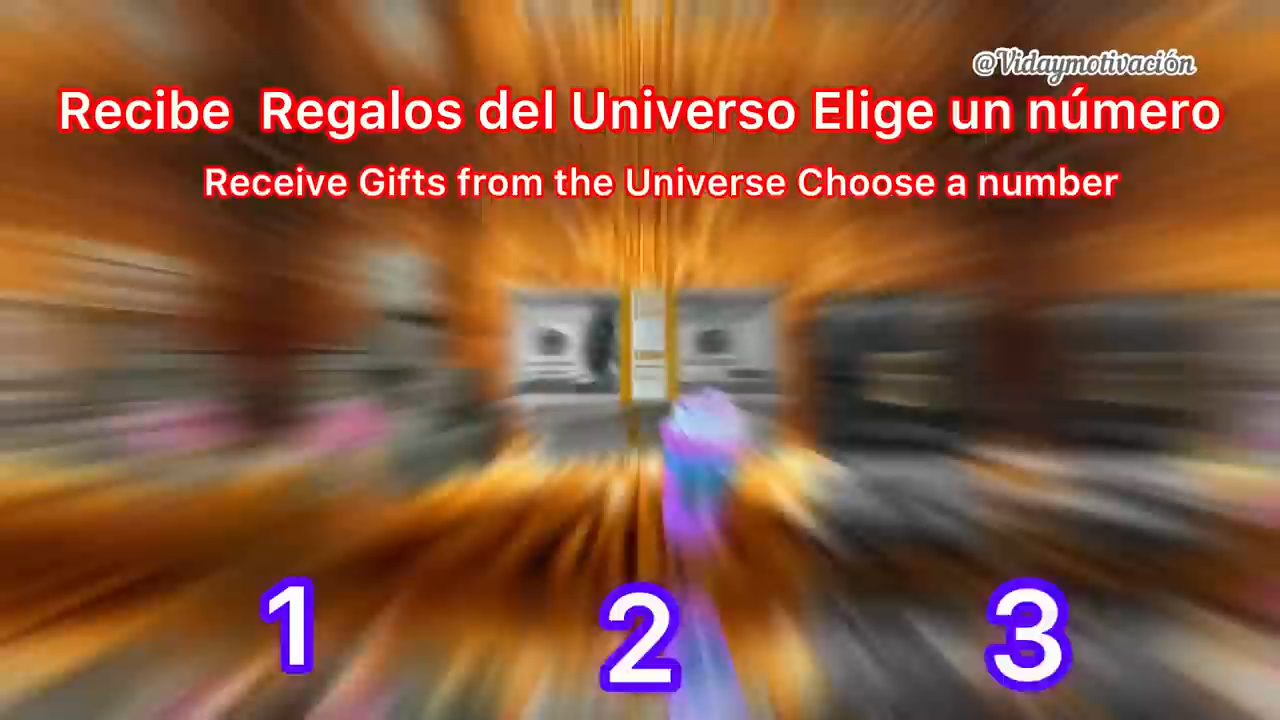 @Vidaymotivación
Recibe Regalos del Universo Elige un número
Receive Gifts from the Universe Choose a number
1 2 3